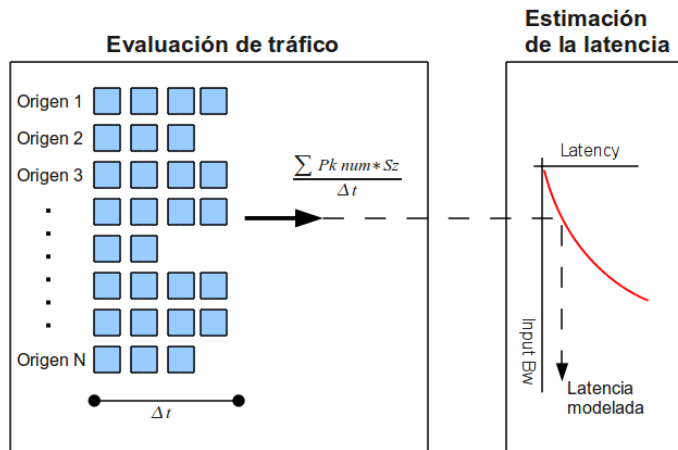 Evaluación de tráfico
Origen 1
Origen 2
Origen 3
Origen N
Δt
∑ Pk num∗Sz
Δt
Estimación
de la latencia
Latency
Input Bw
Latencia
modelada